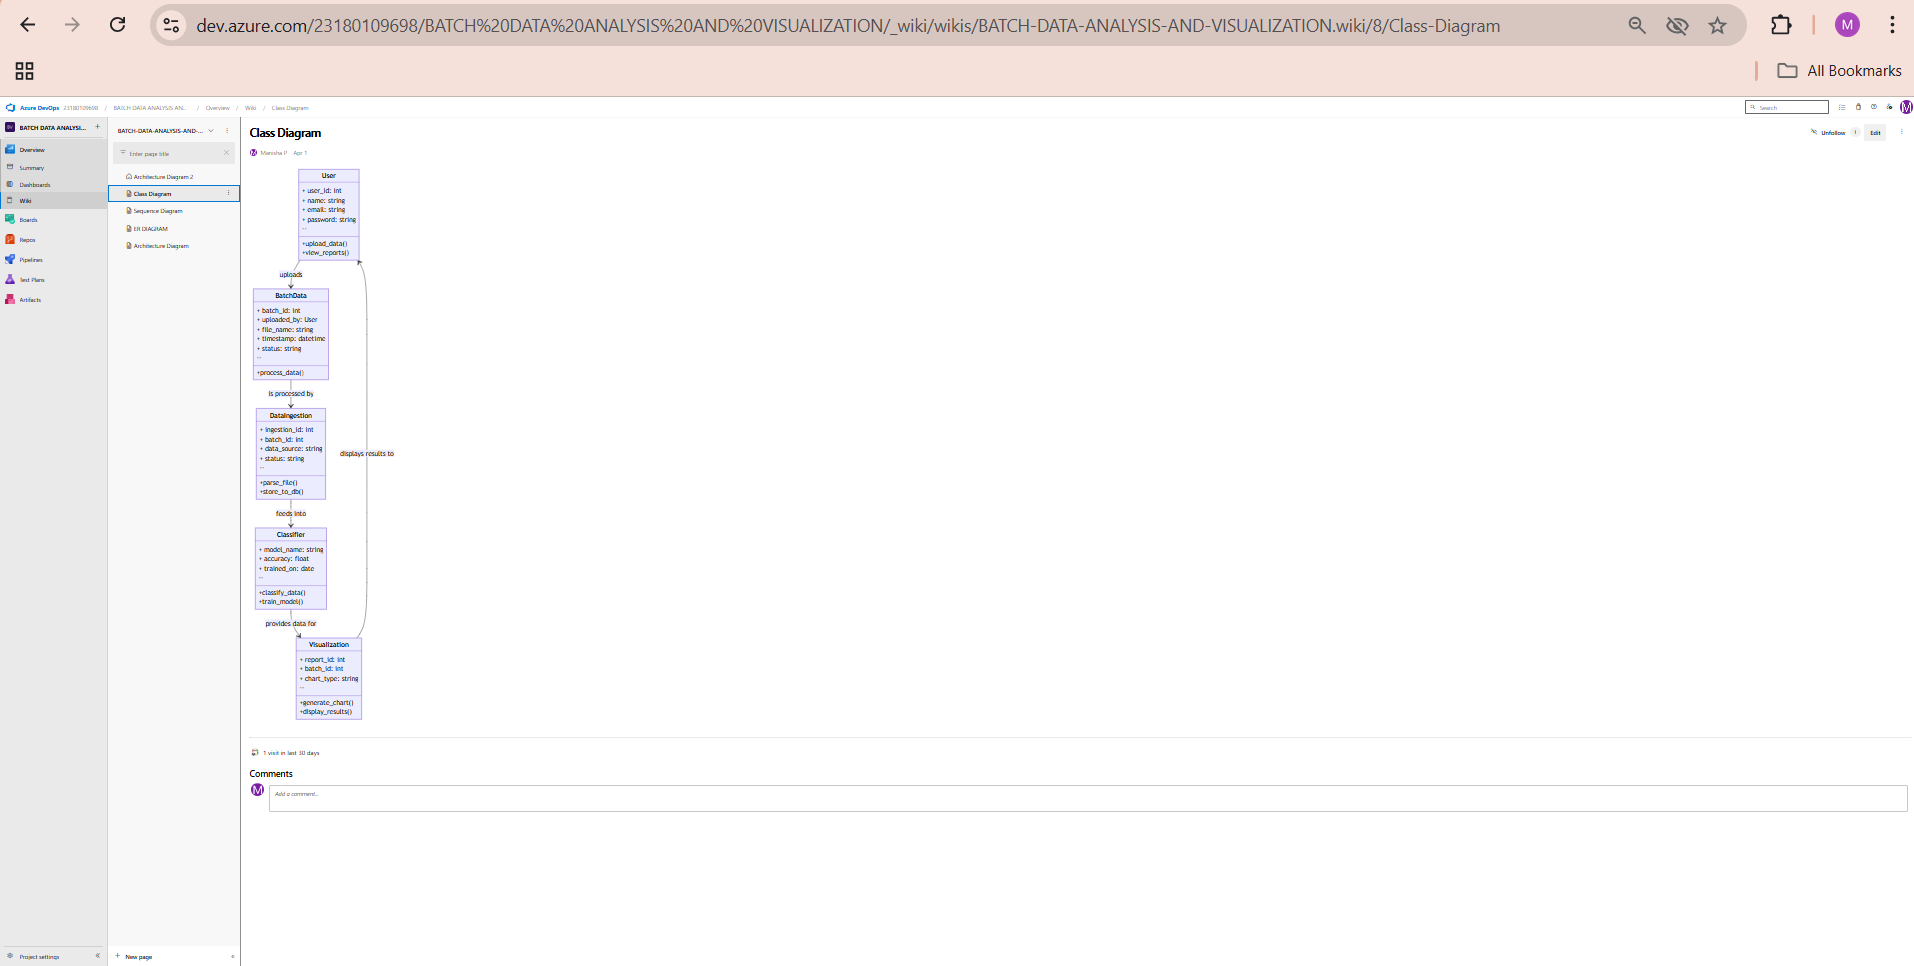 dev.azure.com/23180109698/BATCH%20DATA%20ANALYSIS%20AND%20VISUALIZATION/_wiki/wikis/BATCH-DATA-ANALYSIS-AND-VISUALIZATION.wiki/8/Class-Diagram
M
All Bookmarks
Azure DevOps 23180109698 / BATCH DATA ANALYSIS AN... / Overview / Wiki / Class Diagram
Search
M
BV BATCH DATA ANALYSI... +
Overview
Summary
Dashboards
Wiki
Boards
Repos
Pipelines
Test Plans
Artifacts
Project settings
BATCH-DATA-ANALYSIS-AND-...
Enter page title
Architecture Diagram 2
Class Diagram
Sequence Diagram
ER DIAGRAM
Architecture Diagram
+ New page
Class Diagram
Unfollow 1 Edit
M Manisha P Apr 1
User
+ user_id: int
+ name: string
+ email: string
+ password: string
--
+upload_data()
+view_reports()
uploads
BatchData
+ batch_id: int
+ uploaded_by: User
+ file_name: string
+ timestamp: datetime
+ status: string
--
+process_data()
is processed by
DataIngestion
+ ingestion_id: int
+ batch_id: int
+ data_source: string
+ status: string
--
+parse_file()
+store_to_db()
displays results to
feeds into
Classifier
+ model_name: string
+ accuracy: float
+ trained_on: date
--
+classify_data()
+train_model()
provides data for
Visualization
+ report_id: int
+ batch_id: int
+ chart_type: string
--
+generate_chart()
+display_results()
1 visit in last 30 days
Comments
M
Add a comment...